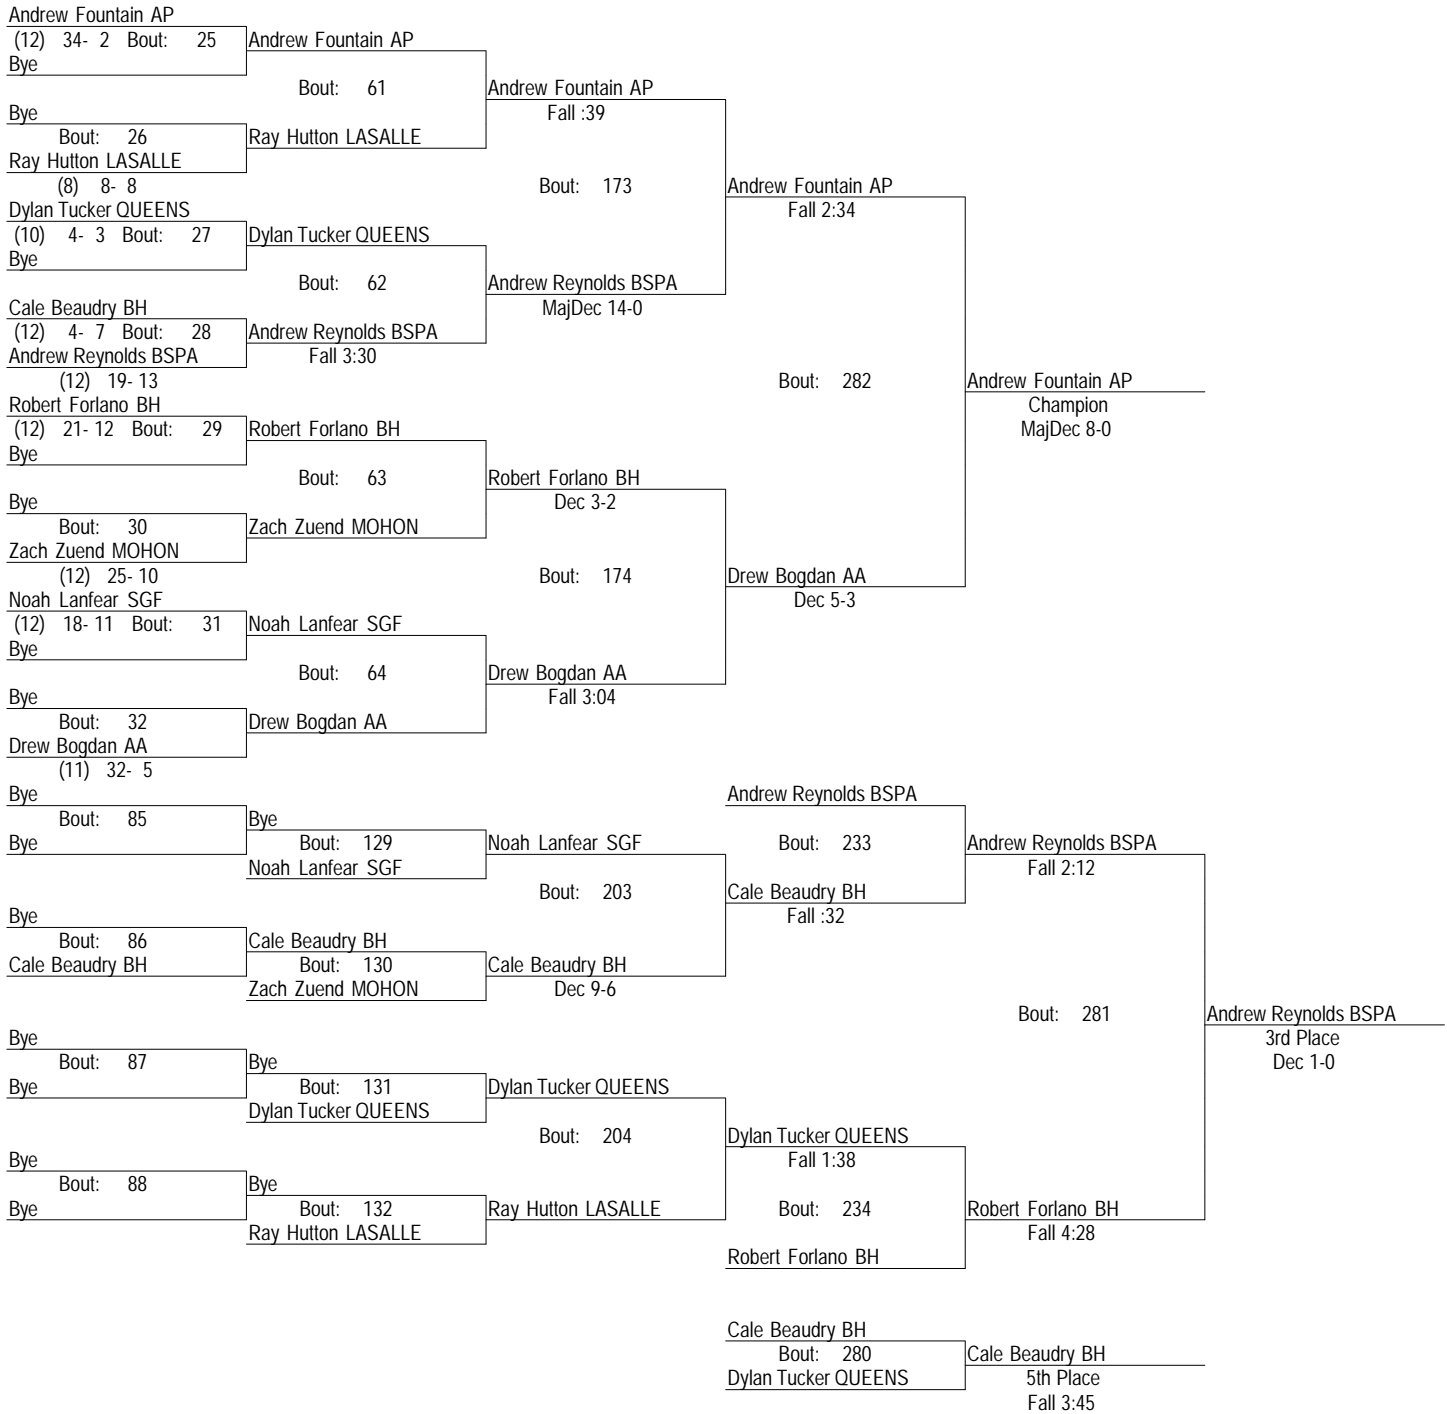 Andrew Fountain AP
(12) 34- 2 Bout: 25 Andrew Fountain AP
Bye
Bout: 61 Andrew Fountain AP
Bye Fall :39
Bout: 26 Ray Hutton LASALLE
Ray Hutton LASALLE
(8) 8- 8 Bout: 173 Andrew Fountain AP
Dylan Tucker QUEENS Fall 2:34
(10) 4- 3 Bout: 27 Dylan Tucker QUEENS
Bye
Bout: 62 Andrew Reynolds BSPA
Cale Beaudry BH MajDec 14-0
(12) 4- 7 Bout: 28 Andrew Reynolds BSPA
Andrew Reynolds BSPA Fall 3:30
(12) 19- 13 Bout: 282 Andrew Fountain AP
Robert Forlano BH Champion
(12) 21- 12 Bout: 29 Robert Forlano BH MajDec 8-0
Bye
Bout: 63 Robert Forlano BH
Bye Dec 3-2
Bout: 30 Zach Zuend MOHON
Zach Zuend MOHON
(12) 25- 10 Bout: 174 Drew Bogdan AA
Noah Lanfear SGF Dec 5-3
(12) 18- 11 Bout: 31 Noah Lanfear SGF
Bye
Bout: 64 Drew Bogdan AA
Bye Fall 3:04
Bout: 32 Drew Bogdan AA
Drew Bogdan AA
(11) 32- 5
Bye Andrew Reynolds BSPA
Bout: 85 Bye
Bye Bout: 129 Noah Lanfear SGF Bout: 233 Andrew Reynolds BSPA
Noah Lanfear SGF Fall 2:12
Bout: 203 Cale Beaudry BH
Bye Fall :32
Bout: 86 Cale Beaudry BH
Cale Beaudry BH Bout: 130 Cale Beaudry BH
Zach Zuend MOHON Dec 9-6
Bout: 281 Andrew Reynolds BSPA
Bye 3rd Place
Bout: 87 Bye Dec 1-0
Bye Bout: 131 Dylan Tucker QUEENS
Dylan Tucker QUEENS
Bout: 204 Dylan Tucker QUEENS
Bye Fall 1:38
Bout: 88 Bye
Bye Bout: 132 Ray Hutton LASALLE Bout: 234 Robert Forlano BH
Ray Hutton LASALLE Fall 4:28
Robert Forlano BH
Cale Beaudry BH
Bout: 280 Cale Beaudry BH
Dylan Tucker QUEENS 5th Place
Fall 3:45